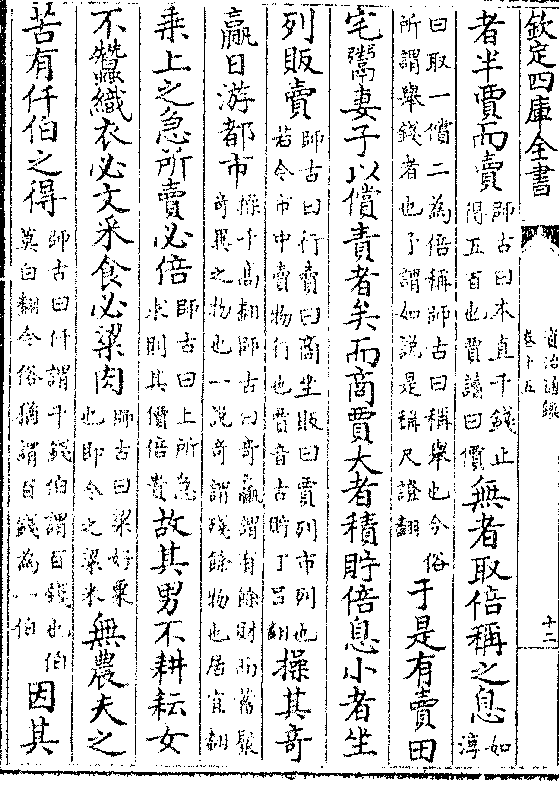 欽定四庫全書
資治通鑑
卷十五
十二
者半賈而賣師古曰本直千錢止得五百也賈讀曰價無者取倍稱之息如淳
曰取一償二為倍稱師古曰稱舉也今俗所謂舉錢者也予謂如說是稱尺證翻于是有賣田
宅鬻妻子以償責者矣而商賈大者積貯倍息小者坐
列販賣師古曰行賣曰商坐販曰賈列市列也若今市中賣物行也賈音古貯丁呂翻操其奇
贏日游都市操千高翻師古曰奇贏謂有餘財而蓄聚奇異之物也一說奇謂殘餘物也居宜翻
乘上之急所賣必倍師古曰上所急求則其價倍貴故其男不耕耘女
不蠶織衣必文采食必粱肉師古曰粱好粟也即今之粱米無農夫之
苦有仟伯之得師古曰仟謂千錢伯謂百錢也伯莫白翻今俗猶謂百錢為一伯因其